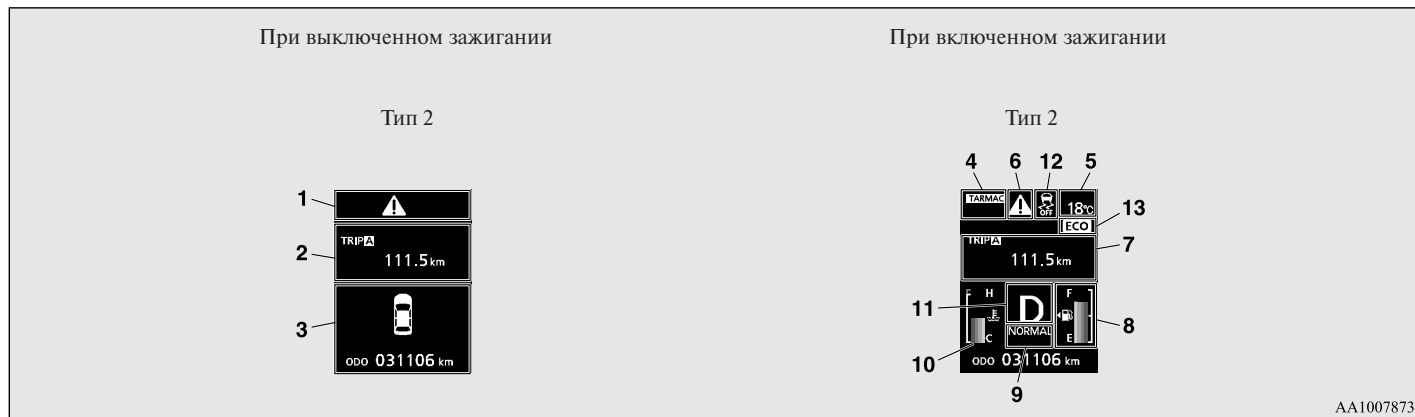 При выключенном зажигании
При включенном зажигании
Тип 2
Тип 2
4 6 12 5
1
TARMAC
OFF
18°C
13
ECO
2
TRIP A
111.5 km
TRIP A
111.5 km
7
3
11
F H
D
F
8
NORMAL
C
E
10
ODO 031106 km
ODO 031106 km
9
AA1007873